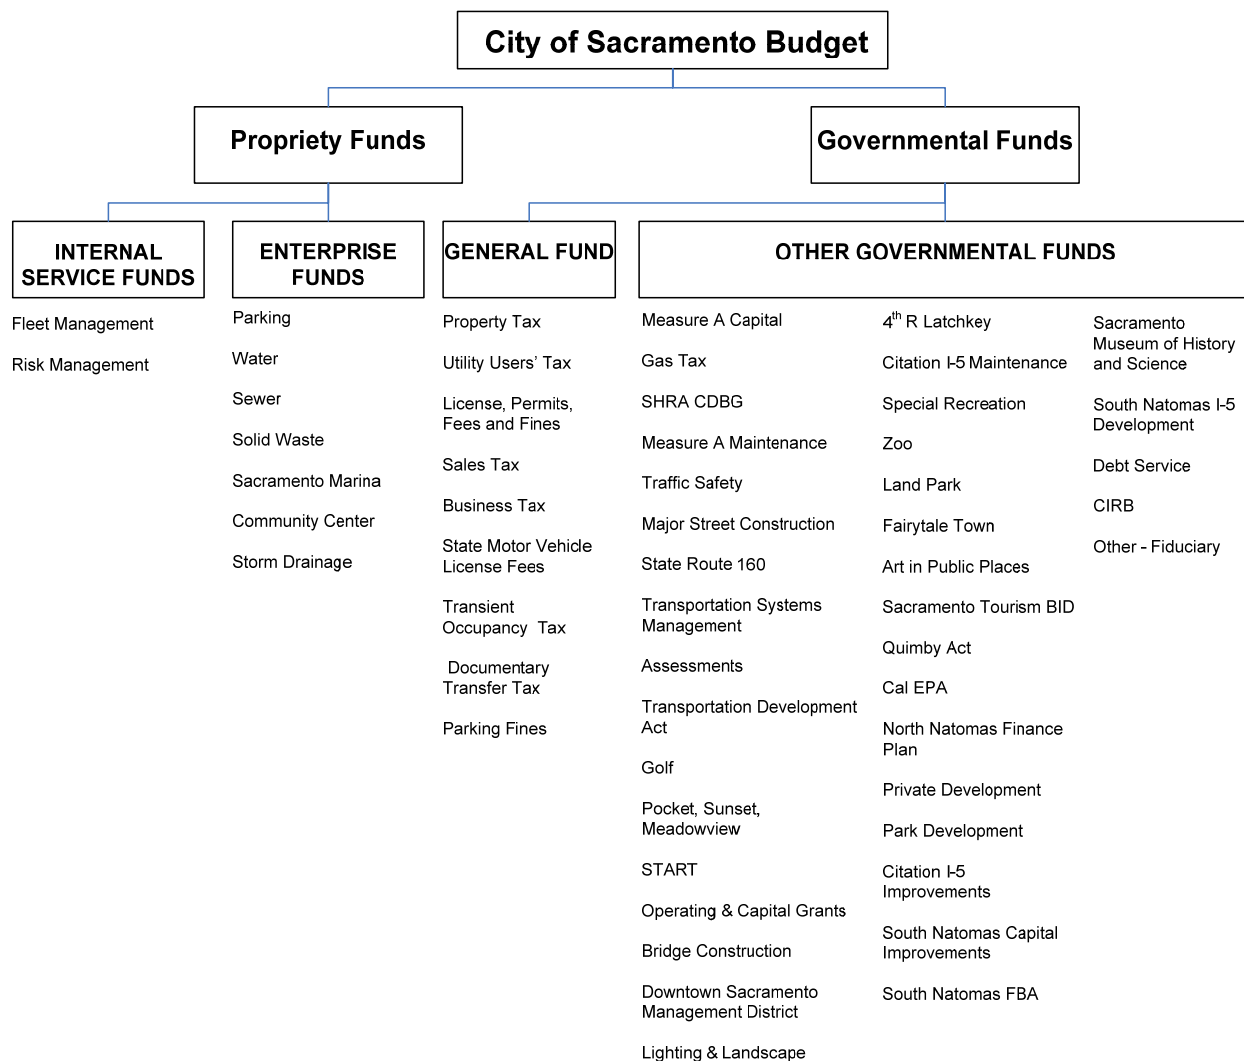 City of Sacramento Budget
Propriety Funds
Governmental Funds
INTERNAL
SERVICE FUNDS
Fleet Management
Risk Management
ENTERPRISE
FUNDS
Parking
Water
Sewer
Solid Waste
Sacramento Marina
Community Center
Storm Drainage
GENERAL FUND
Property Tax
Utility Users’ Tax
License, Permits,
Fees and Fines
Sales Tax
Business Tax
State Motor Vehicle
License Fees
Transient
Occupancy Tax
Documentary
Transfer Tax
Parking Fines
OTHER GOVERNMENTAL FUNDS
Measure A Capital
Gas Tax
SHRA CDBG
Measure A Maintenance
Traffic Safety
Major Street Construction
State Route 160
Transportation Systems
Management
Assessments
Transportation Development
Act
Golf
Pocket, Sunset,
Meadowview
START
Operating & Capital Grants
Bridge Construction
Downtown Sacramento
Management District
Lighting & Landscape
4th R Latchkey
Citation I-5 Maintenance
Special Recreation
Zoo
Land Park
Fairytale Town
Art in Public Places
Sacramento Tourism BID
Quimby Act
Cal EPA
North Natomas Finance
Plan
Private Development
Park Development
Citation I-5
Improvements
South Natomas Capital
Improvements
South Natomas FBA
Sacramento
Museum of History
and Science
South Natomas I-5
Development
Debt Service
CIRB
Other - Fiduciary